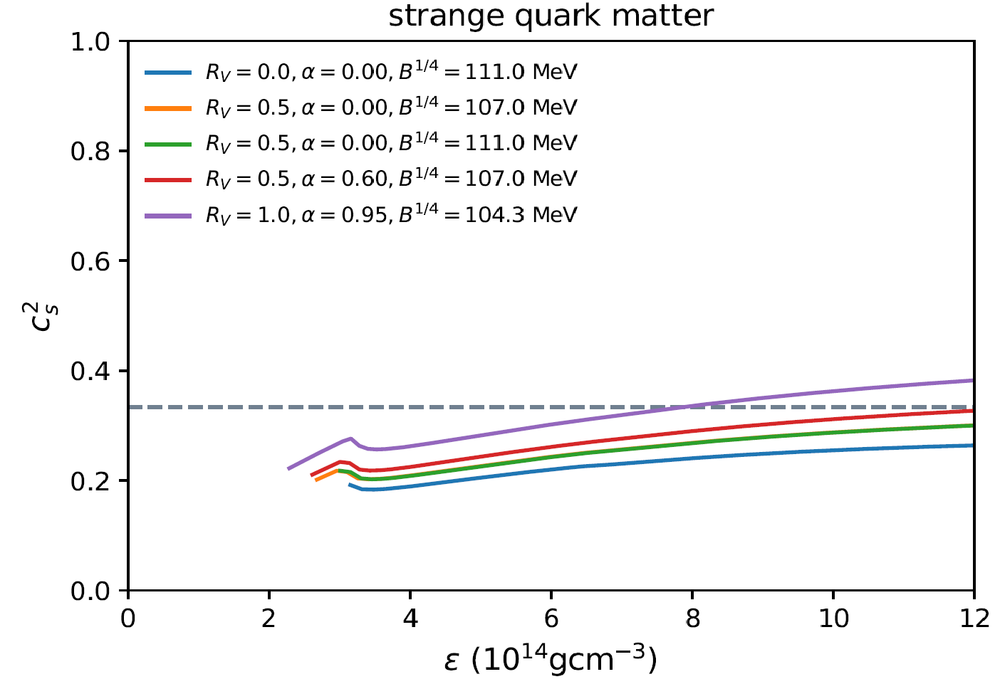 strange quark matter
1.0
0.8
0.6
0.4
0.2
0.0
c_s^2
R_V = 0.0, α = 0.00, B^{1/4} = 111.0 MeV
R_V = 0.5, α = 0.00, B^{1/4} = 107.0 MeV
R_V = 0.5, α = 0.00, B^{1/4} = 111.0 MeV
R_V = 0.5, α = 0.60, B^{1/4} = 107.0 MeV
R_V = 1.0, α = 0.95, B^{1/4} = 104.3 MeV
0 2 4 6 8 10 12
ε (10^{14}gcm^{−3})